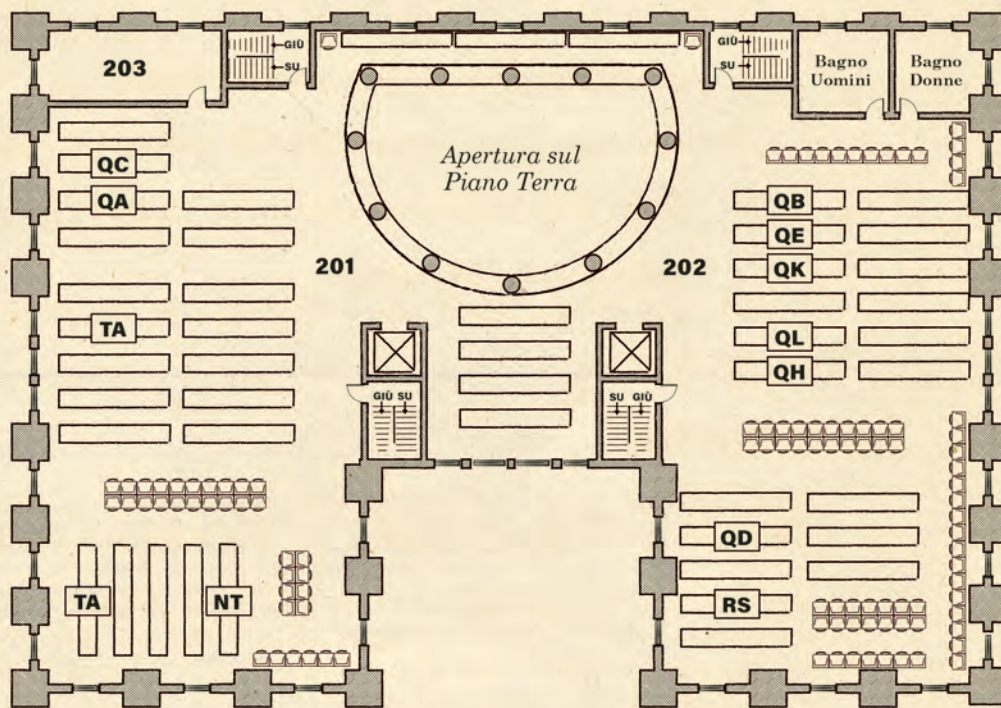 GIÙ
SU
GIÙ
SU
203
Bagno
Uomini
Bagno
Donne
QC
QA
Apertura sul
Piano Terra
QB
QE
201
202
QK
TA
QL
QH
GIÙ SU
SU GIÙ
QD
TA
NT
RS